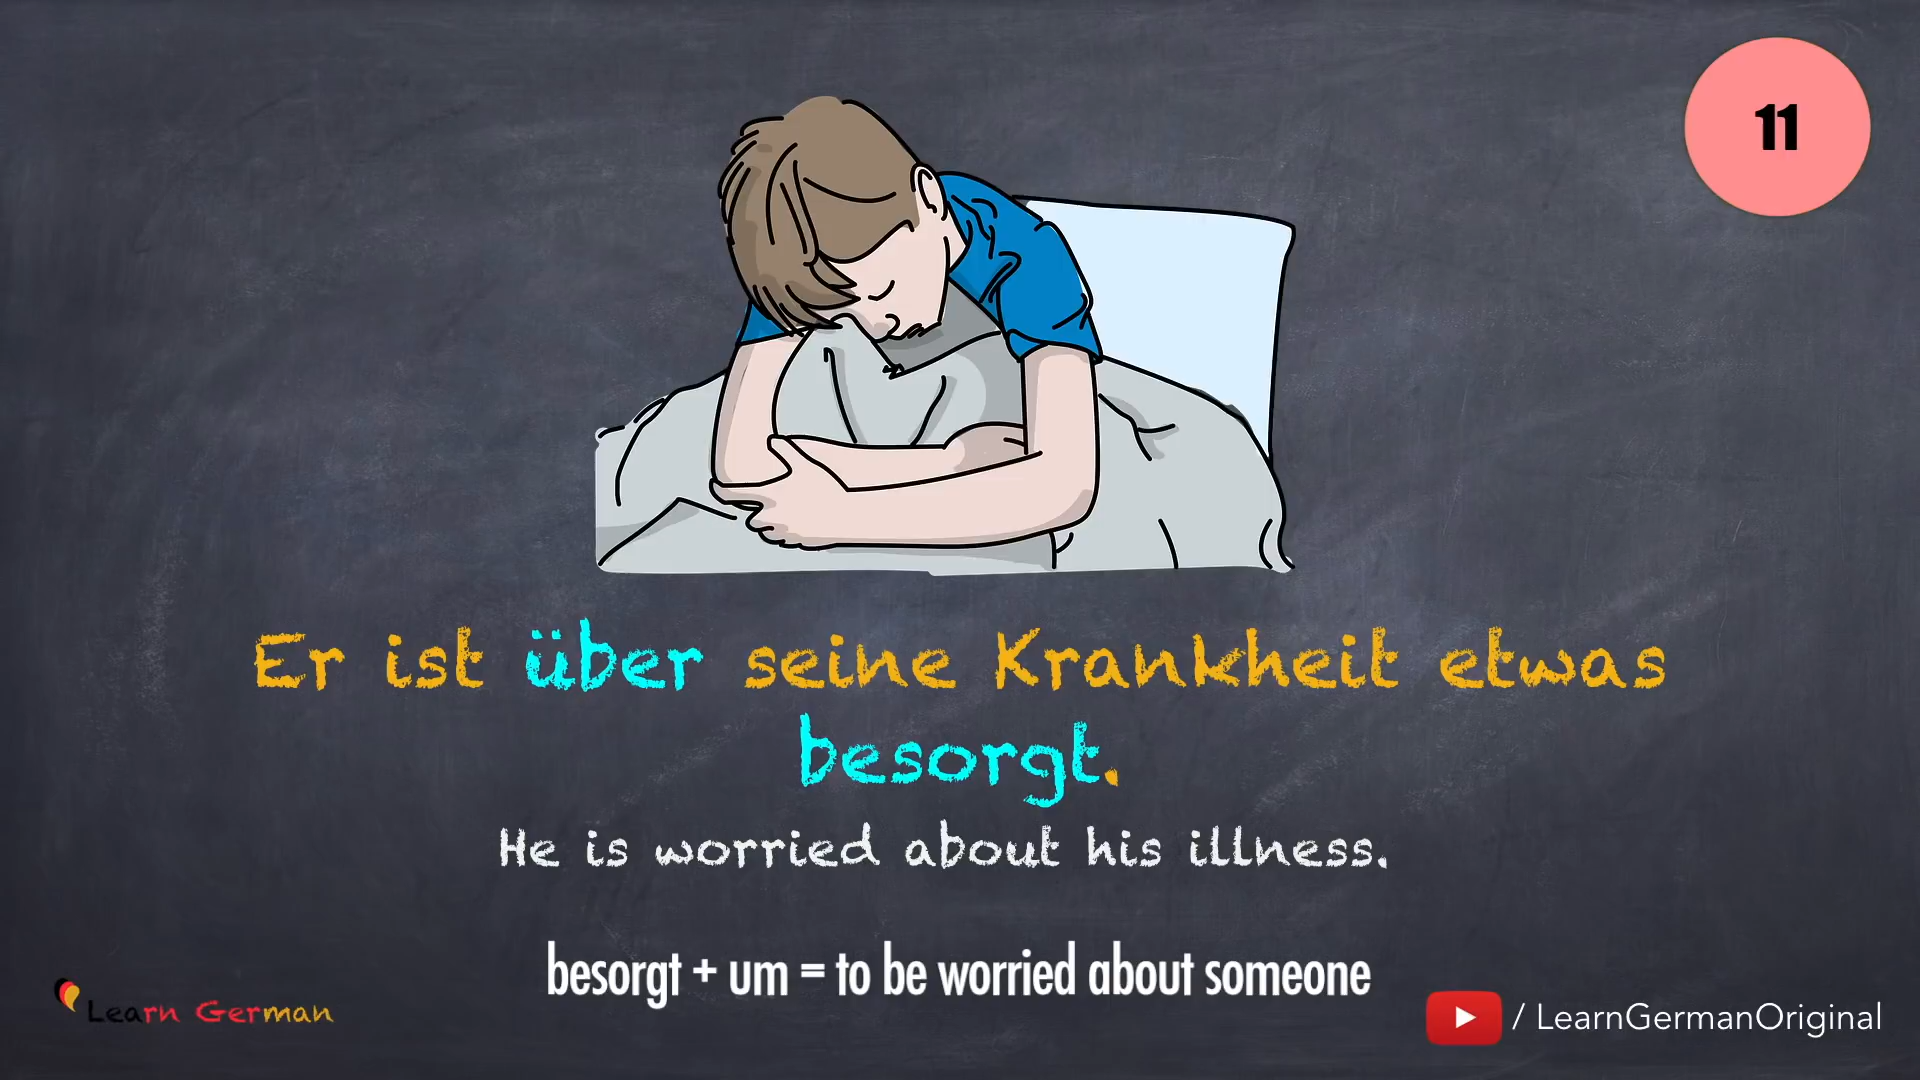 11
Er ist über seine Krankheit etwas
besorgt.
He is worried about his illness.
besorgt + um = to be worried about someone
Learn German
/ LearnGermanOriginal